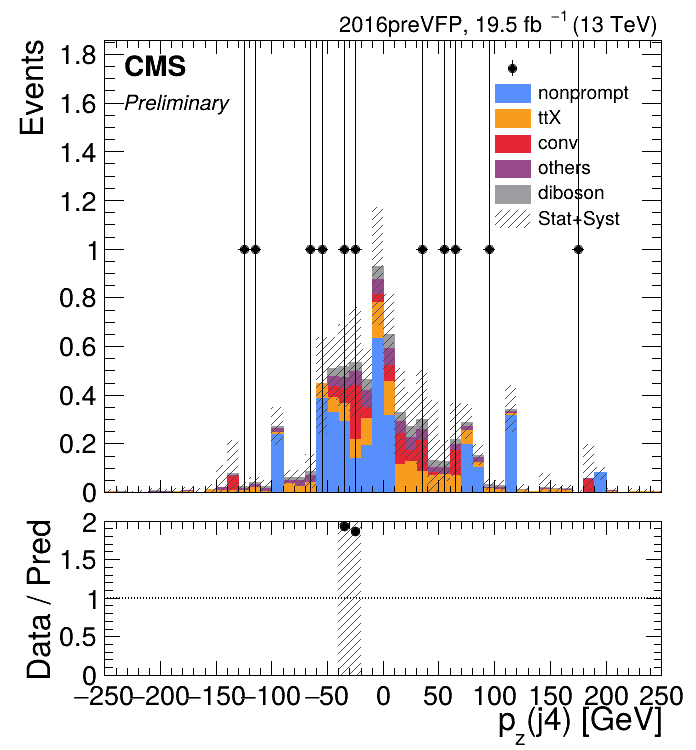 2016preVFP, 19.5 fb⁻¹ (13 TeV)
CMS
Preliminary
nonprompt
ttX
conv
others
diboson
Stat+Syst
Events
1.8
1.6
1.4
1.2
1
0.8
0.6
0.4
0.2
0
Data / Pred
2
1.5
1
0.5
0
−250 −200 −150 −100 −50 0 50 100 150 200 250
p_z(j4) [GeV]